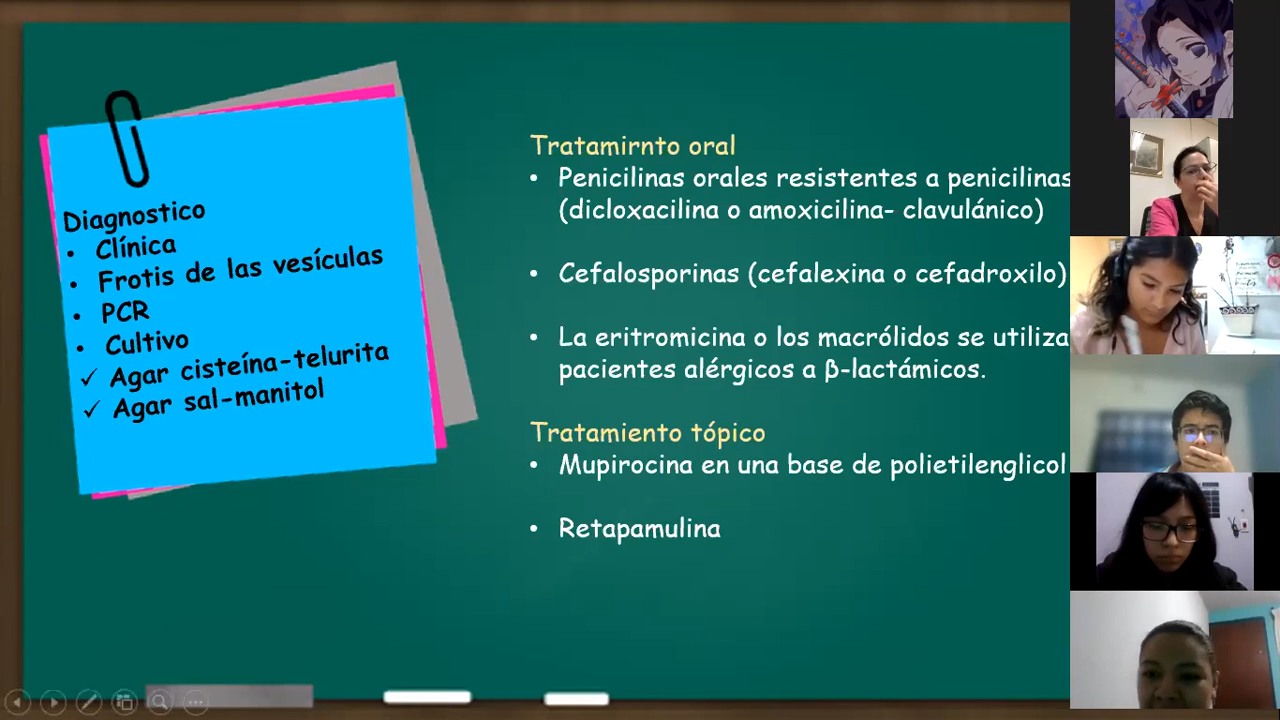 Diagnostico
• Clínica
• Frotis de las vesículas
• PCR
• Cultivo
✓ Agar cisteína-telurita
✓ Agar sal-manitol
Tratamirnto oral
• Penicilinas orales resistentes a penicilinas
(dicloxacilina o amoxicilina- clavulánico)
• Cefalosporinas (cefalexina o cefadroxilo)
• La eritromicina o los macrólidos se utiliza
pacientes alérgicos a β-lactámicos.
Tratamiento tópico
• Mupirocina en una base de polietilenglicol
• Retapamulina